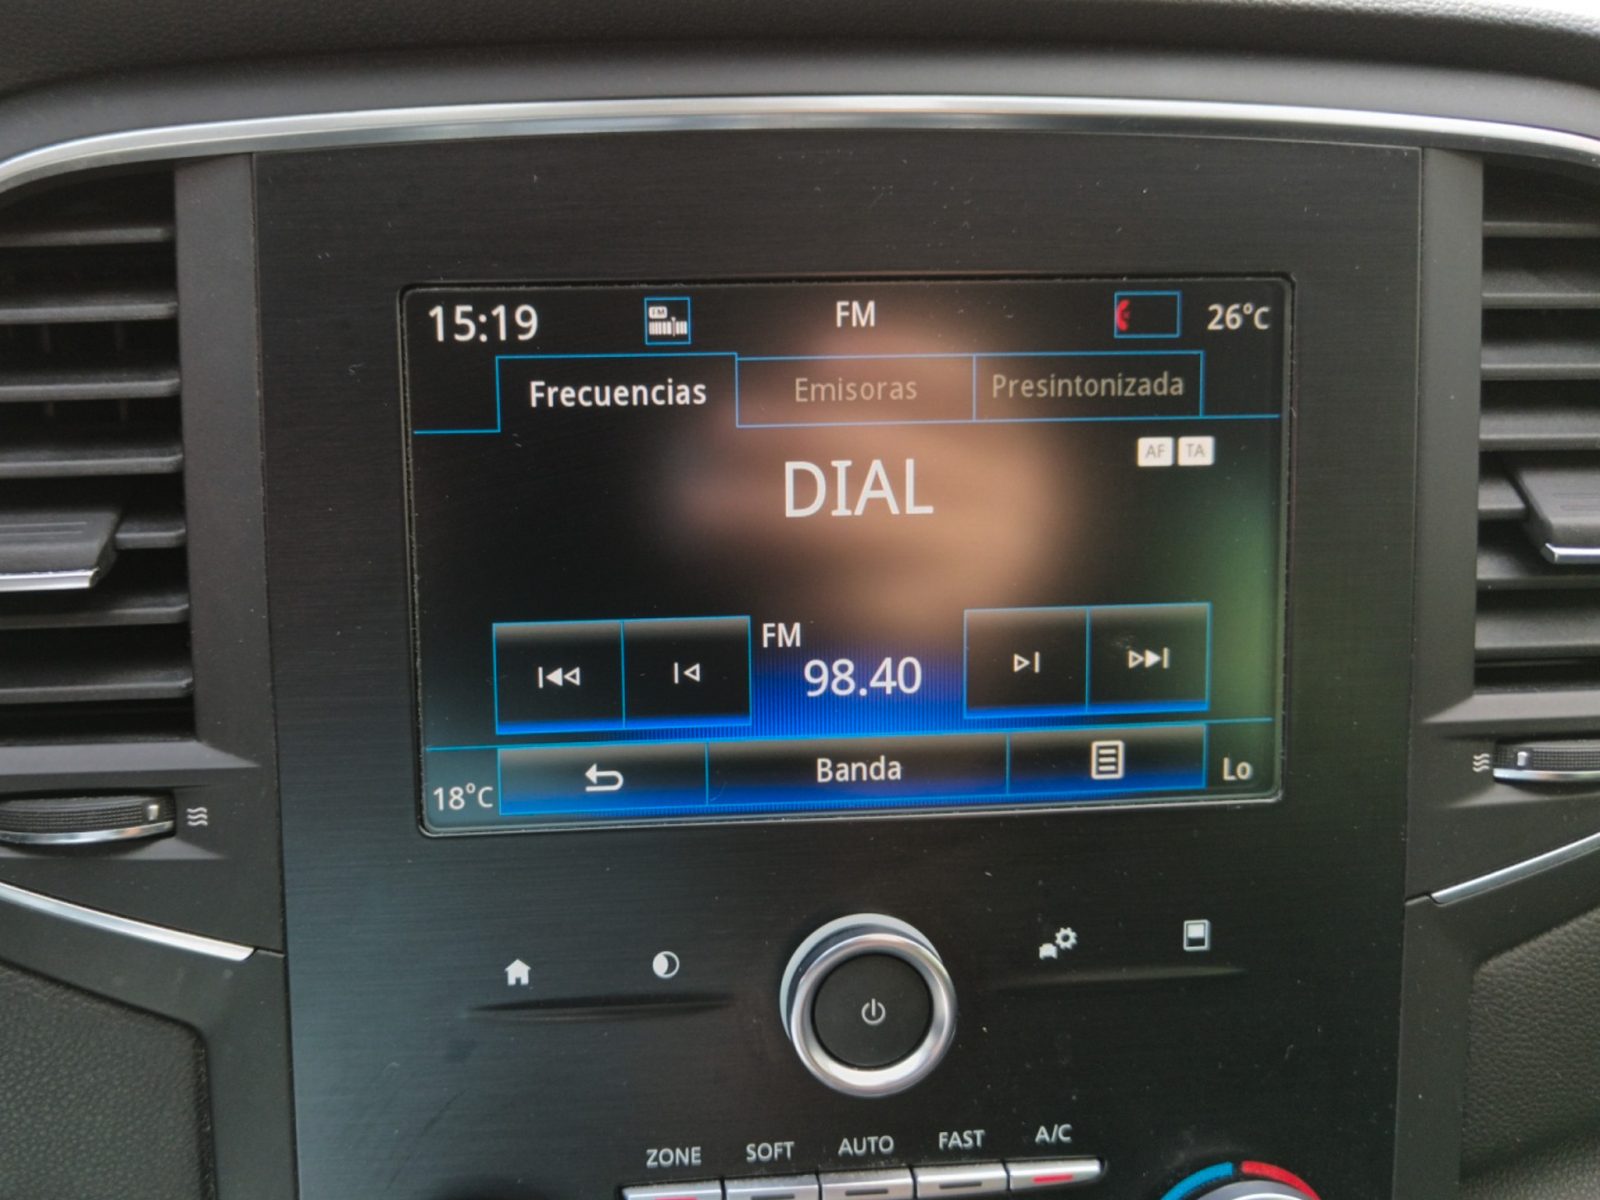 15:19 FM FM 26°C
Frecuencias Emisoras Presintonizada
AF TA
DIAL
FM
98.40
18°C Banda Lo
ZONE SOFT AUTO FAST A/C